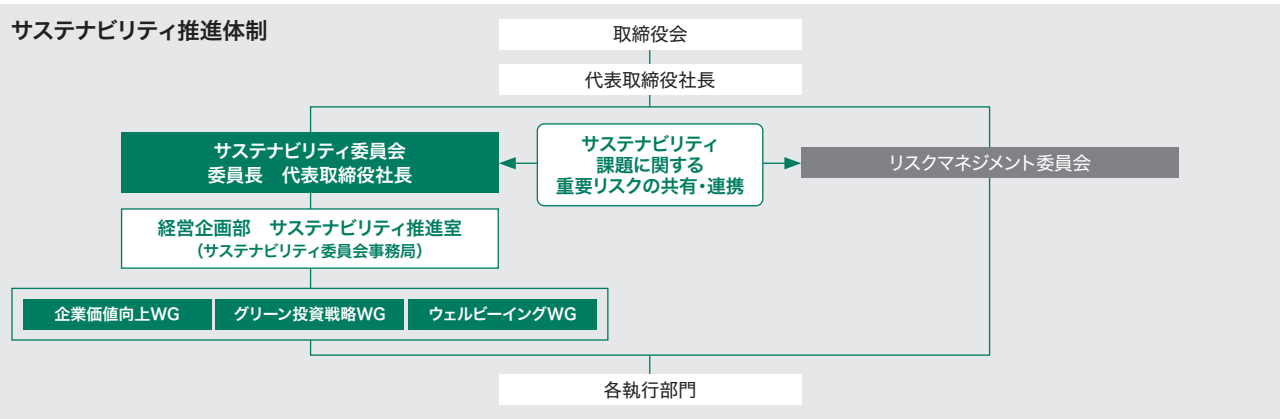 サステナビリティ推進体制
取締役会
代表取締役社長
サステナビリティ委員会
委員長　代表取締役社長
サステナビリティ
課題に関する
重要リスクの共有・連携
リスクマネジメント委員会
経営企画部　サステナビリティ推進室
（サステナビリティ委員会事務局）
企業価値向上WG
グリーン投資戦略WG
ウェルビーイングWG
各執行部門